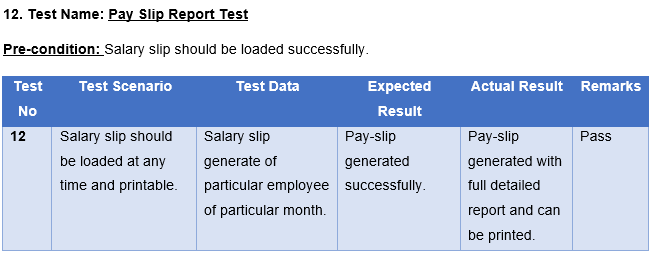 12. Test Name: Pay Slip Report Test
Pre-condition: Salary slip should be loaded successfully.
Test No
Test Scenario
Test Data
Expected Result
Actual Result
Remarks
12
Salary slip should
be loaded at any
time and printable.
Salary slip
generate of
particular employee
of particular month.
Pay-slip
generated
successfully.
Pay-slip
generated with
full detailed
report and can
be printed.
Pass